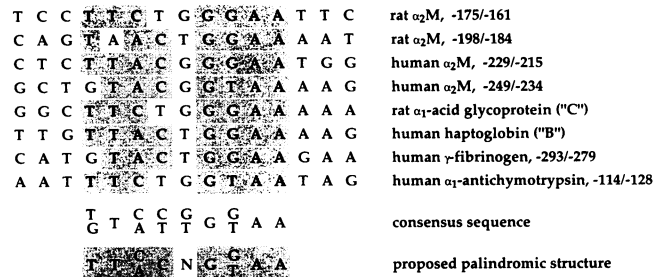 T C C T T C T G G G A A T T C rat α₂M, -175/-161
C A G T A A C T G G A A A A T rat α₂M, -198/-184
C T C T T A C G G G A A T G G human α₂M, -229/-215
G C T G T A C G G T A A A A G human α₂M, -249/-234
G G C T T C T G G G A A A A A rat α₁-acid glycoprotein ("C")
T T G T T A C T G G A A A A G human haptoglobin ("B")
C A T G T A C T G G A A G A A human γ-fibrinogen, -293/-279
A A T T T C T G G T A A T A G human α₁-antichymotrypsin, -114/-128
T C C G G
G T A T T G T A A consensus sequence
T T C C N G G A A proposed palindromic structure
A T